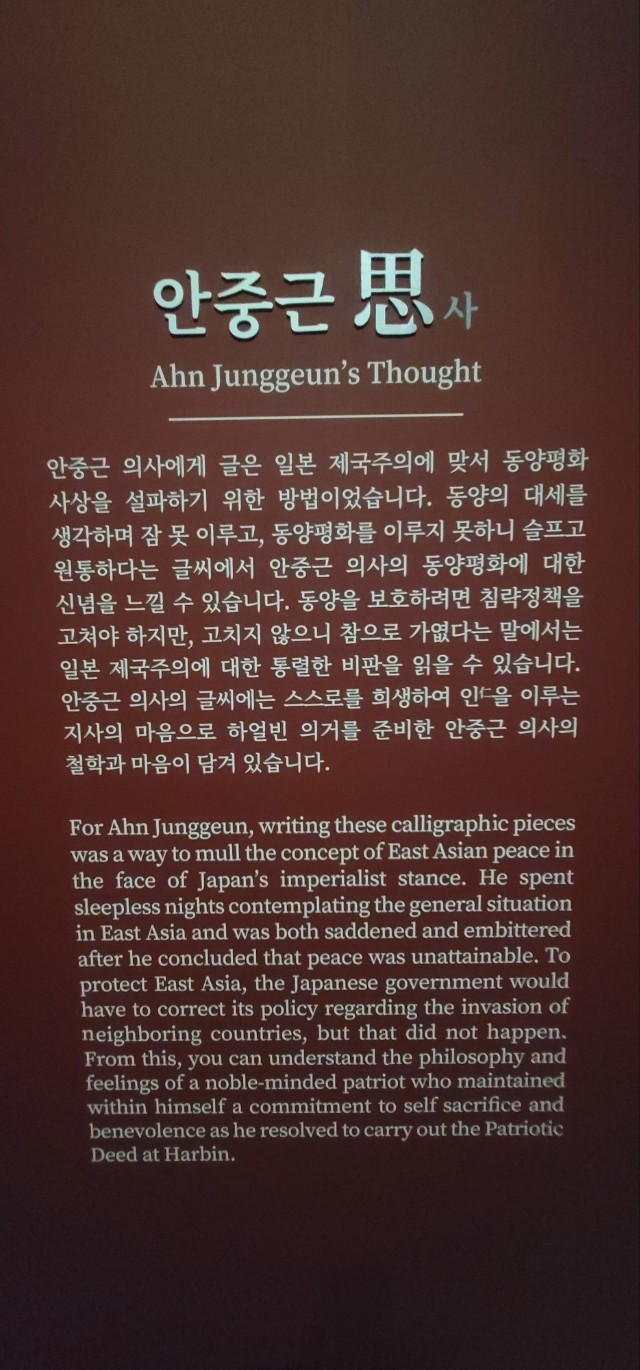 안중근 思 사
Ahn Junggeun's Thought
안중근 의사에게 글은 일본 제국주의에 맞서 동양평화
사상을 설파하기 위한 방법이었습니다. 동양의 대세를
생각하며 잠 못 이루고, 동양평화를 이루지 못하니 슬프고
원통하다는 글씨에서 안중근 의사의 동양평화에 대한
신념을 느낄 수 있습니다. 동양을 보호하려면 침략정책을
고쳐야 하지만, 고치지 않으니 참으로 가엾다는 말에서는
일본 제국주의에 대한 통렬한 비판을 읽을 수 있습니다.
안중근 의사의 글씨에는 스스로를 희생하여 인仁을 이루는
지사의 마음으로 하얼빈 의거를 준비한 안중근 의사의
철학과 마음이 담겨 있습니다.
For Ahn Junggeun, writing these calligraphic pieces
was a way to mull the concept of East Asian peace in
the face of Japan's imperialist stance. He spent
sleepless nights contemplating the general situation
in East Asia and was both saddened and embittered
after he concluded that peace was unattainable. To
protect East Asia, the Japanese government would
have to correct its policy regarding the invasion of
neighboring countries, but that did not happen.
From this, you can understand the philosophy and
feelings of a noble-minded patriot who maintained
within himself a commitment to self sacrifice and
benevolence as he resolved to carry out the Patriotic
Deed at Harbin.